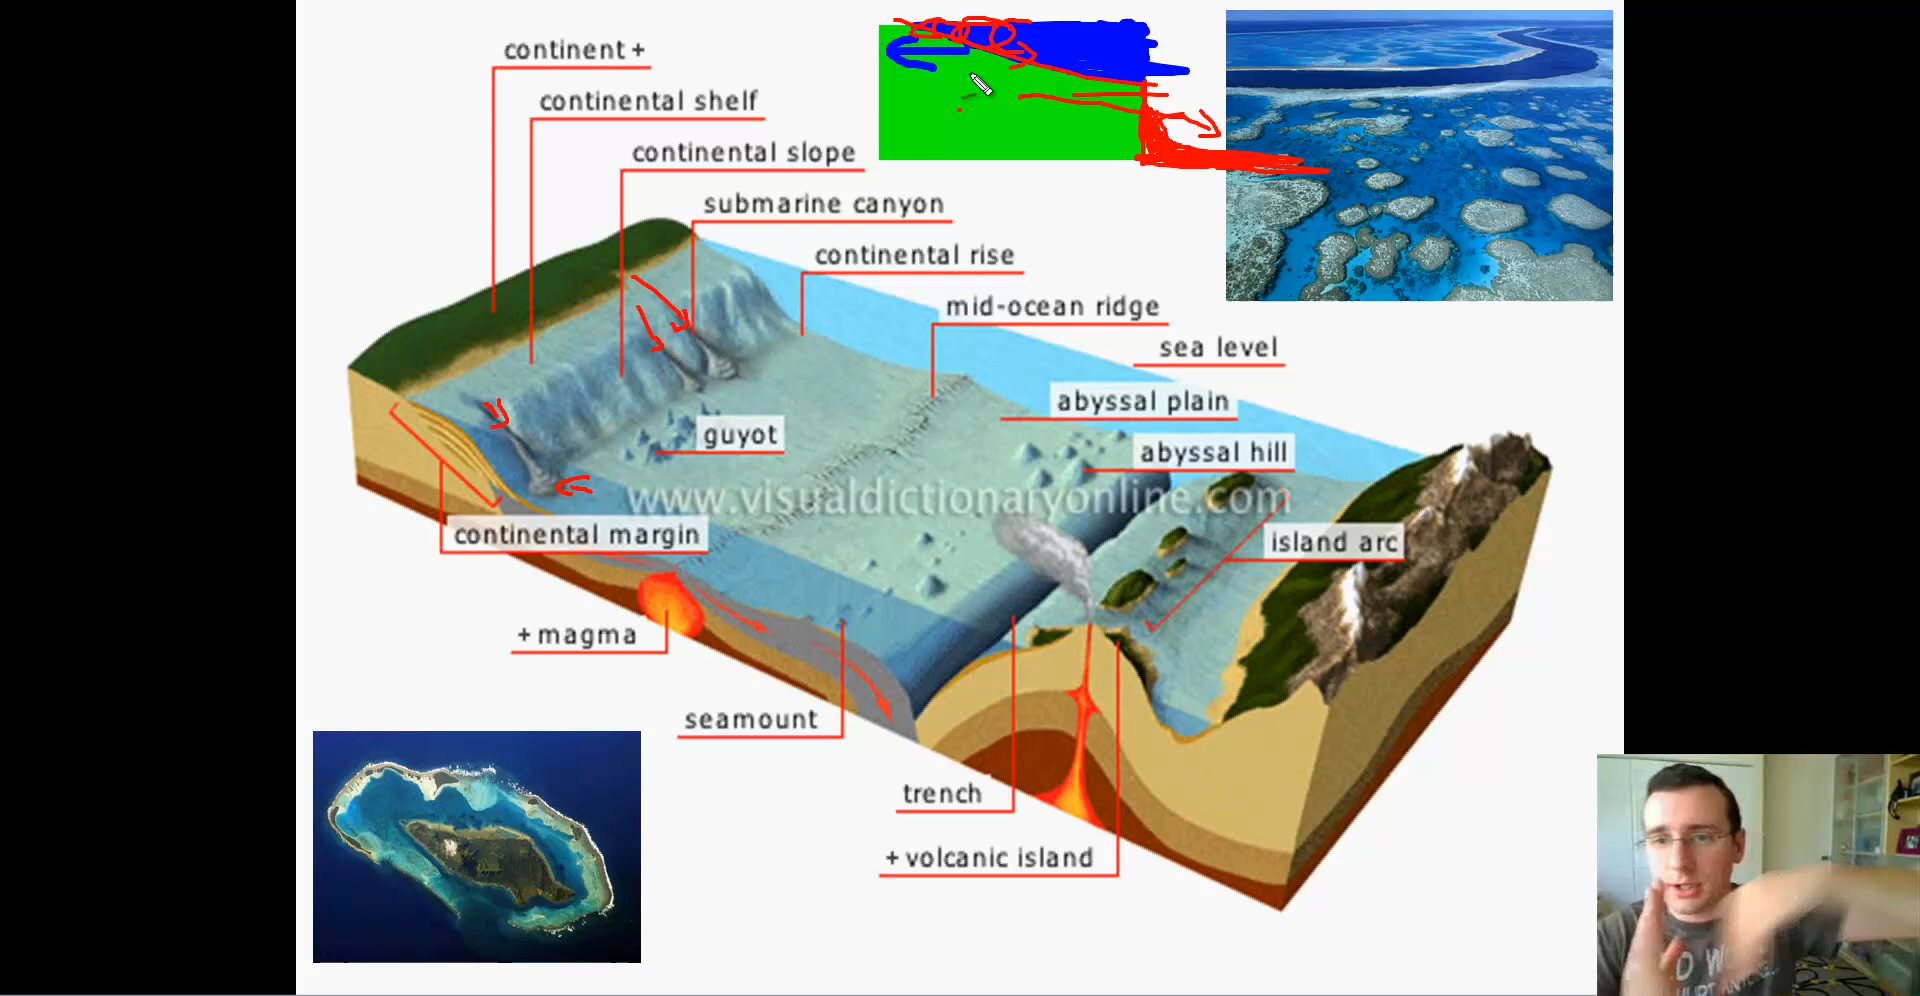 continent +
continental shelf
continental slope
submarine canyon
continental rise
mid-ocean ridge
sea level
abyssal plain
guyot
abyssal hill
www.visualdictionaryonline.com
continental margin
island arc
+ magma
seamount
trench
+ volcanic island